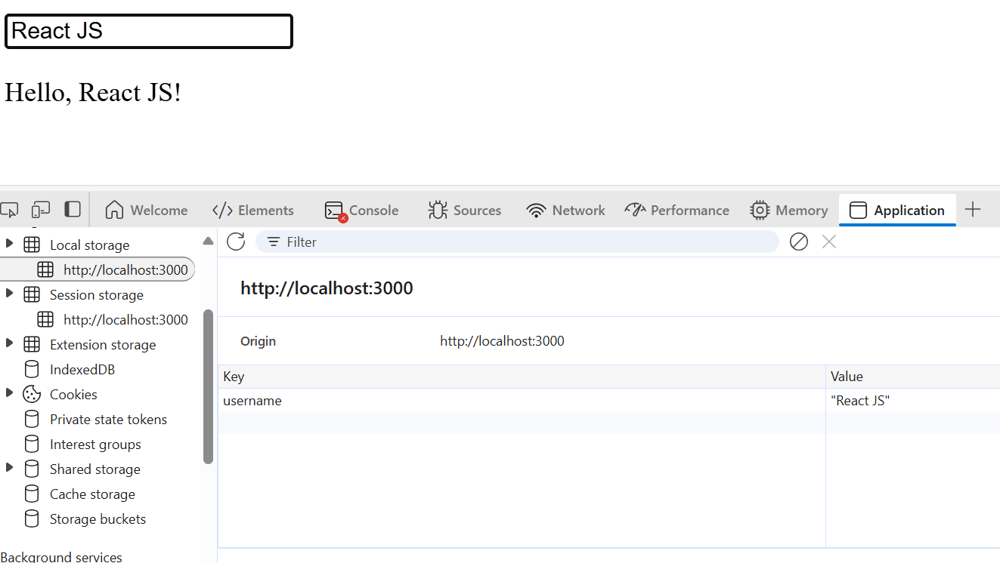 React JS
Hello, React JS!
Welcome Elements Console Sources Network Performance Memory Application
Local storage
http://localhost:3000
Session storage
http://localhost:3000
Extension storage
IndexedDB
Cookies
Private state tokens
Interest groups
Shared storage
Cache storage
Storage buckets
Background services
Filter
http://localhost:3000
Origin http://localhost:3000
Key Value
username "React JS"